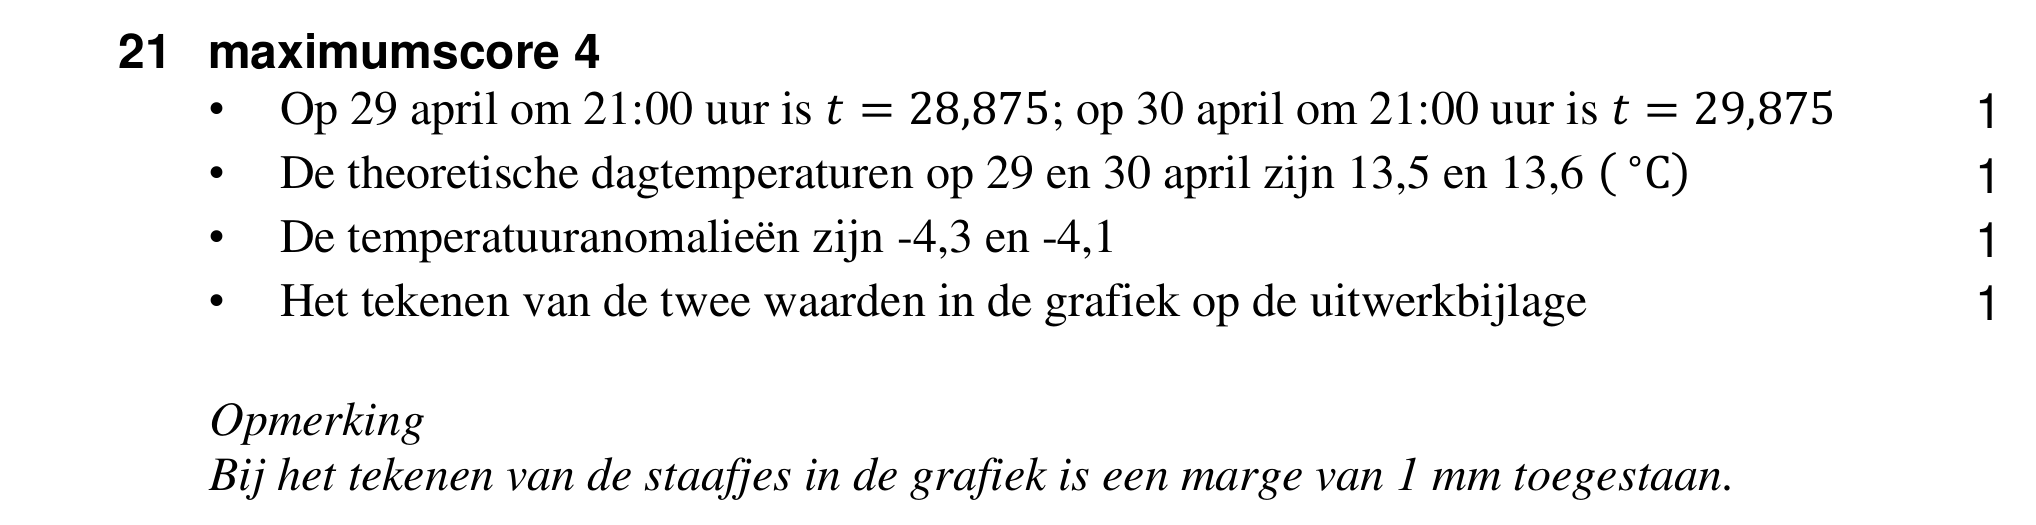 21 maximumscore 4
• Op 29 april om 21:00 uur is t = 28,875; op 30 april om 21:00 uur is t = 29,875 1
• De theoretische dagtemperaturen op 29 en 30 april zijn 13,5 en 13,6 ( °C) 1
• De temperatuuranomalieën zijn -4,3 en -4,1 1
• Het tekenen van de twee waarden in de grafiek op de uitwerkbijlage 1
Opmerking
Bij het tekenen van de staafjes in de grafiek is een marge van 1 mm toegestaan.